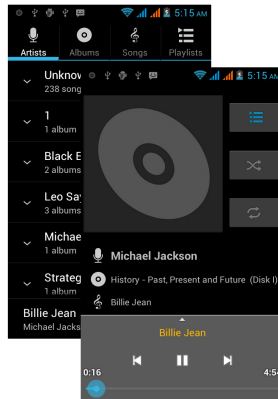 5:15 AM
Artists Albums Songs Playlists
238 song
1
1 album
Black E
2 albums
Leo Sa
3 albums
Michae
1 album
Strateg
1 album
Billie Jean
Michael Jacks
5:15 AM
Michael Jackson
History - Past, Present and Future (Disk I)
Billie Jean
Billie Jean
0:16
4:54